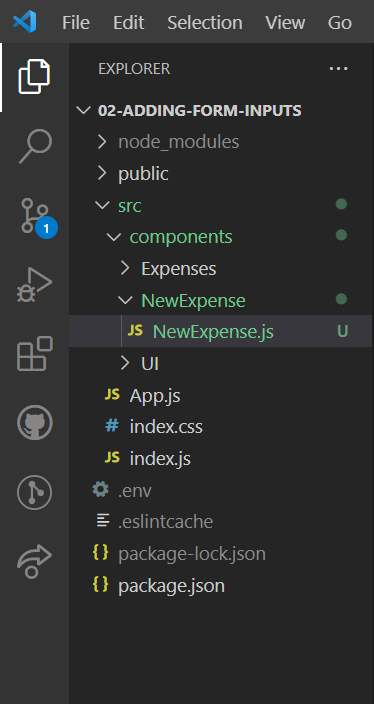 File Edit Selection View Go
EXPLORER ...
02-ADDING-FORM-INPUTS
node_modules
public
src
1
components
Expenses
NewExpense
JS NewExpense.js U
UI
JS App.js
# index.css
JS index.js
.env
.eslintcache
{} package-lock.json
{} package.json